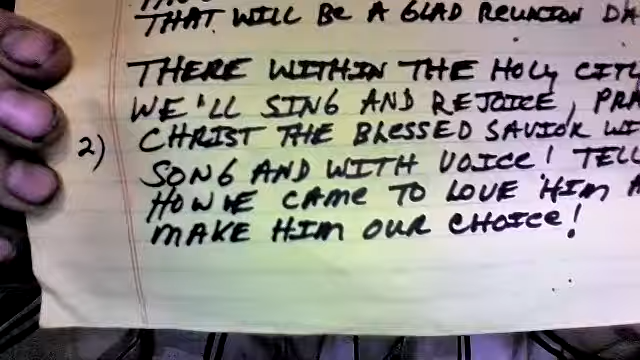 THAT WILL BE A GLAD REUNION DA
THERE WITHIN THE HOLY CITY
WE'LL SING AND REJOICE, PRA
2) CHRIST THE BLESSED SAVIOR WI
SONG AND WITH VOICE! TELL
HOW WE CAME TO LOVE HIM A
MAKE HIM OUR CHOICE!